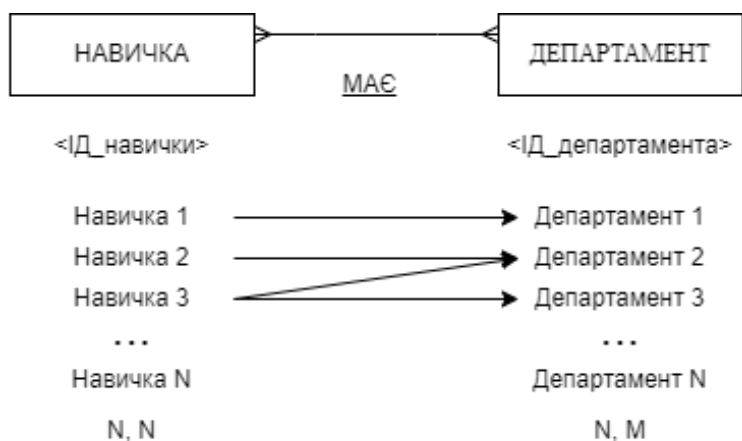 НАВИЧКА
ДЕПАРТАМЕНТ
МАЄ
<ІД_навички>
<ІД_департамента>
Навичка 1
Департамент 1
Навичка 2
Департамент 2
Навичка 3
Департамент 3
...
...
Навичка N
Департамент N
N, N
N, M